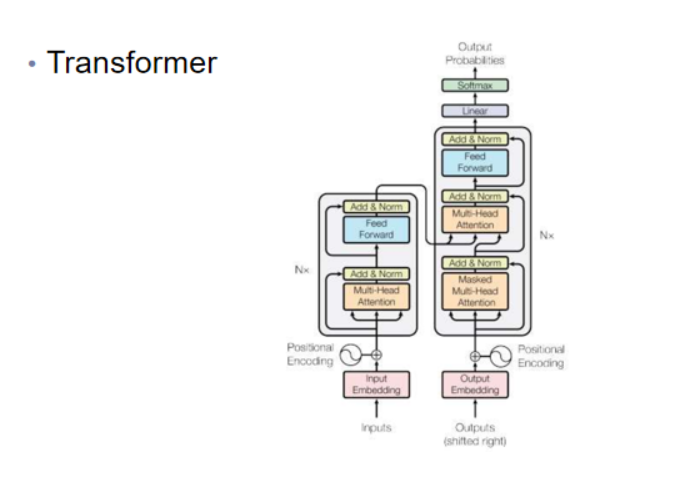 • Transformer
Output
Probabilities
Softmax
Linear
Add & Norm
Feed
Forward
Add & Norm
Multi-Head
Attention
Nx
Add & Norm
Masked
Multi-Head
Attention
Positional
Encoding
Output
Embedding
Outputs
(shifted right)
Add & Norm
Feed
Forward
Nx
Add & Norm
Multi-Head
Attention
Positional
Encoding
Input
Embedding
Inputs